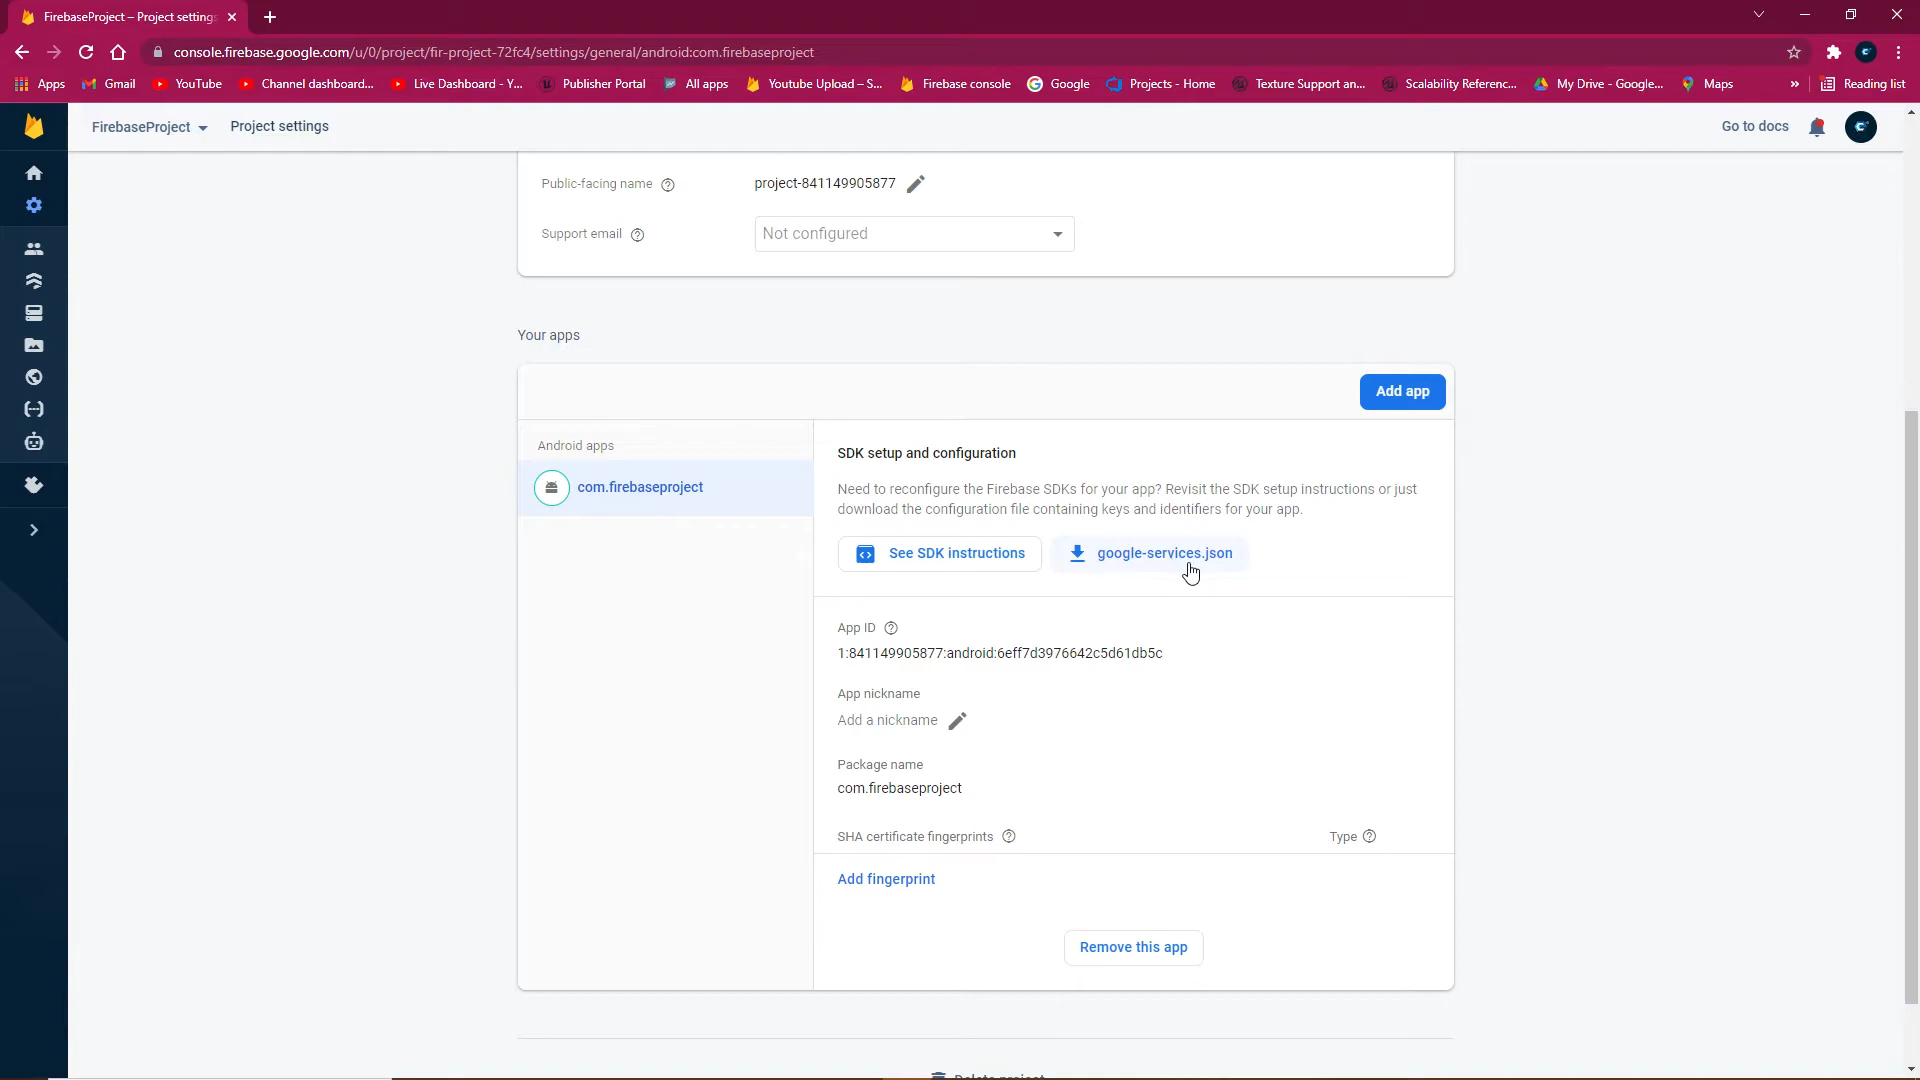 FirebaseProject – Project settings
console.firebase.google.com/u/0/project/fir-project-72fc4/settings/general/android:com.firebaseproject
Apps Gmail YouTube Channel dashboard... Live Dashboard - Y... Publisher Portal All apps Youtube Upload – S... Firebase console Google Projects - Home Texture Support an... Scalability Referenc... My Drive - Google... Maps » Reading list
FirebaseProject Project settings Go to docs
Public-facing name project-841149905877
Support email Not configured
Your apps
Add app
Android apps
com.firebaseproject
SDK setup and configuration
Need to reconfigure the Firebase SDKs for your app? Revisit the SDK setup instructions or just
download the configuration file containing keys and identifiers for your app.
See SDK instructions google-services.json
App ID
1:841149905877:android:6eff7d3976642c5d61db5c
App nickname
Add a nickname
Package name
com.firebaseproject
SHA certificate fingerprints Type
Add fingerprint
Remove this app
Delete project